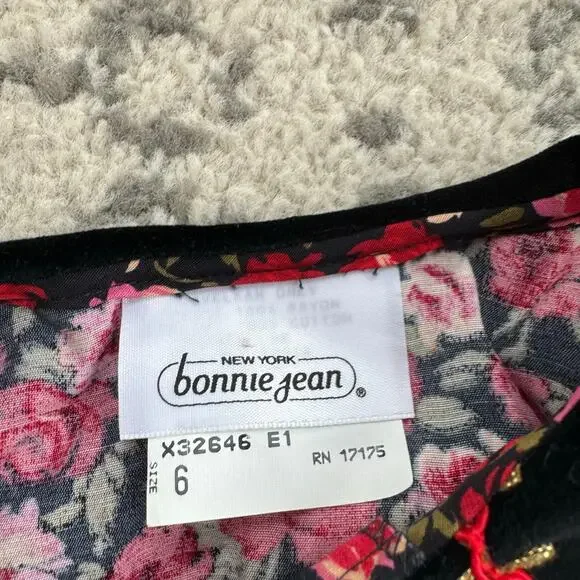 NEW YORK
bonnie jean ®
X32646 E1
RN 17175
SIZE
6